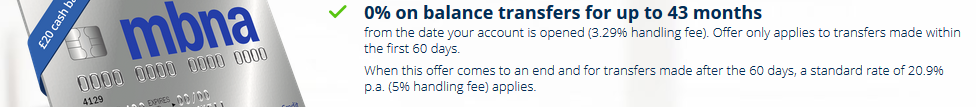 £20 cash ba
mbna
0000 0000 0000 0000
4129
EXPIRES
DD/DD
0% on balance transfers for up to 43 months
from the date your account is opened (3.29% handling fee). Offer only applies to transfers made within
the first 60 days.
When this offer comes to an end and for transfers made after the 60 days, a standard rate of 20.9%
p.a. (5% handling fee) applies.